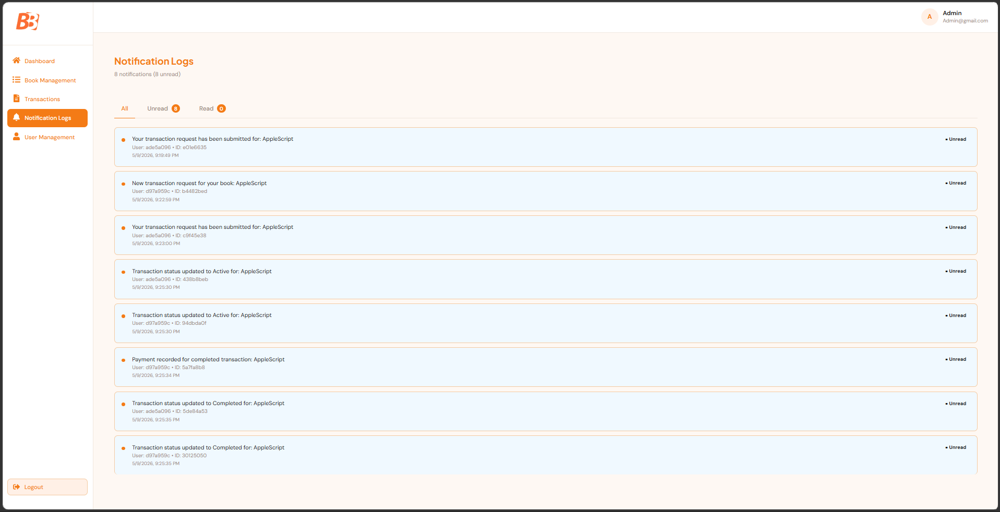 BB
Admin
A
Admin@gmail.com
Dashboard
Book Management
Transactions
Notification Logs
User Management
Logout
Notification Logs
8 notifications (8 unread)
All
Unread 8
Read 0
Your transaction request has been submitted for: AppleScript
• Unread
User: ade5a096 • ID: e01e6635
5/9/2026, 9:19:49 PM
New transaction request for your book: AppleScript
• Unread
User: d97a959c • ID: b4482bed
5/9/2026, 9:22:59 PM
Your transaction request has been submitted for: AppleScript
• Unread
User: ade5a096 • ID: c9f45e38
5/9/2026, 9:23:00 PM
Transaction status updated to Active for: AppleScript
• Unread
User: ade5a096 • ID: 438b8beb
5/9/2026, 9:25:30 PM
Transaction status updated to Active for: AppleScript
• Unread
User: d97a959c • ID: 94dbda0f
5/9/2026, 9:25:30 PM
Payment recorded for completed transaction: AppleScript
• Unread
User: d97a959c • ID: 5a7fa8b8
5/9/2026, 9:25:34 PM
Transaction status updated to Completed for: AppleScript
• Unread
User: ade5a096 • ID: 5de84a53
5/9/2026, 9:25:35 PM
Transaction status updated to Completed for: AppleScript
• Unread
User: d97a959c • ID: 30125050
5/9/2026, 9:25:35 PM